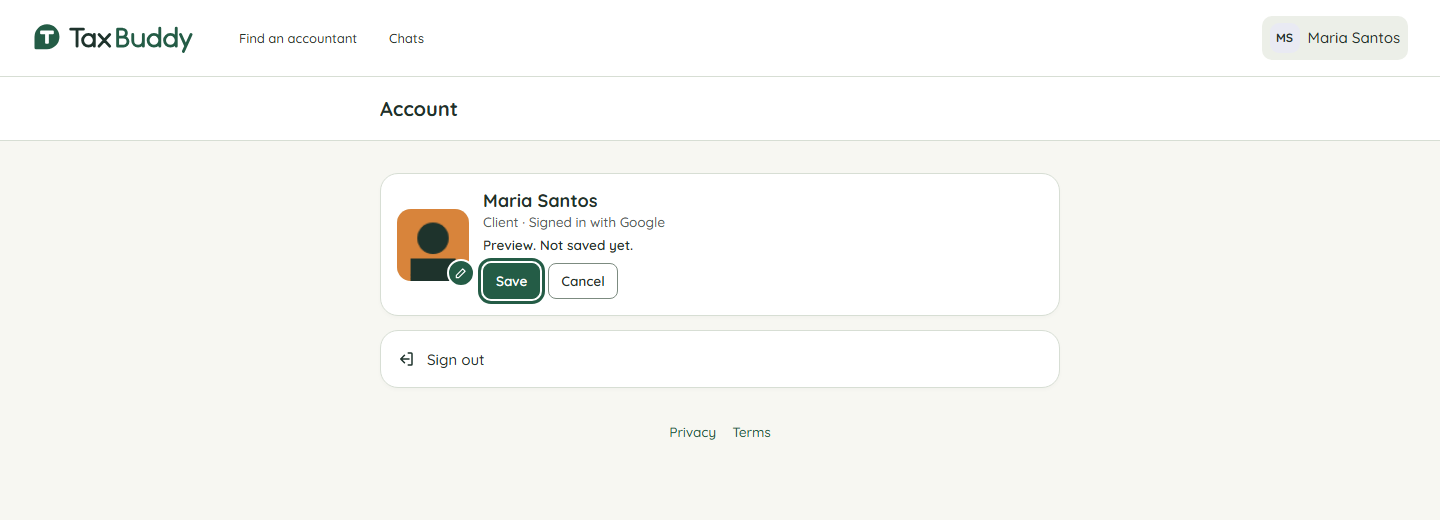 TaxBuddy
Find an accountant
Chats
MS
Maria Santos
Account
Maria Santos
Client · Signed in with Google
Preview. Not saved yet.
Save
Cancel
Sign out
Privacy
Terms